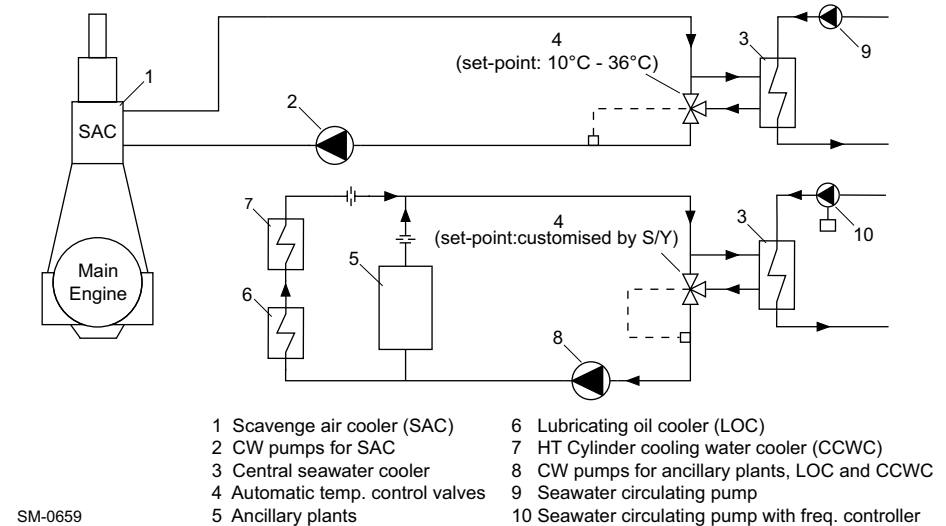 4
(set-point: 10°C - 36°C)
3
9
1
SAC
2
7
4
(set-point:customised by S/Y)
3
10
5
Main
Engine
6
8
1 Scavenge air cooler (SAC)
2 CW pumps for SAC
3 Central seawater cooler
4 Automatic temp. control valves
5 Ancillary plants
6 Lubricating oil cooler (LOC)
7 HT Cylinder cooling water cooler (CCWC)
8 CW pumps for ancillary plants, LOC and CCWC
9 Seawater circulating pump
10 Seawater circulating pump with freq. controller
SM-0659